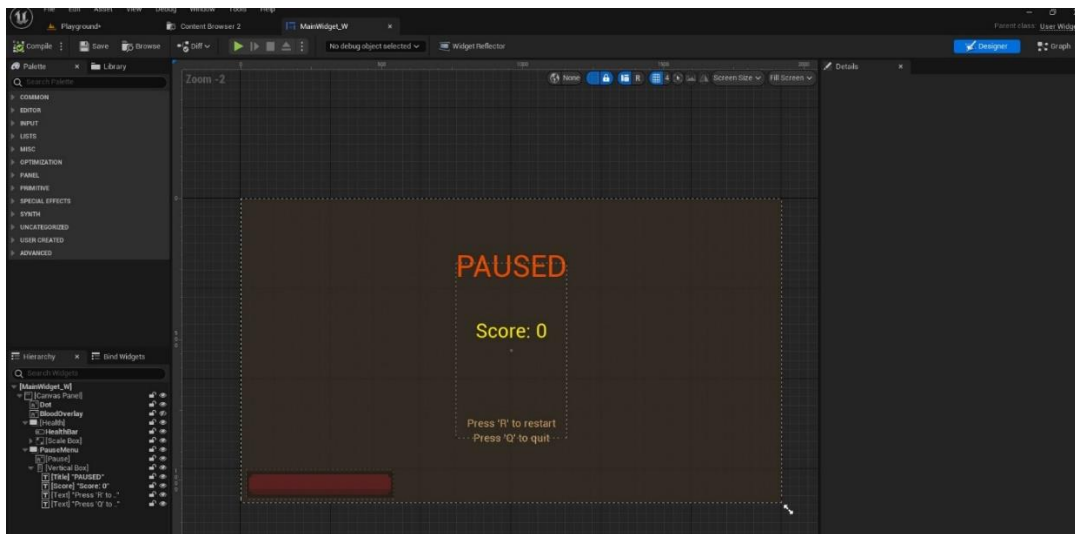 File Edit Asset View Debug Window Tools Help
Playground*
Content Browser 2
MainWidget_W
Parent class: User Widge
Compile
Save
Browse
Diff
No debug object selected
Widget Reflector
Designer
Graph
Palette
Library
Search Palette
COMMON
EDITOR
INPUT
LISTS
MISC
OPTIMIZATION
PANEL
PRIMITIVE
SPECIAL EFFECTS
SYNTH
UNCATEGORIZED
USER CREATED
ADVANCED
Zoom -2
None
R
4
Screen Size
Fill Screen
Details
PAUSED
Score: 0
Press 'R' to restart
Press 'Q' to quit
Hierarchy
Bind Widgets
Search Widgets
[MainWidget_W]
[Canvas Panel]
Dot
BloodOverlay
[Health]
HealthBar
[Scale Box]
PauseMenu
[Pause]
[Vertical Box]
[Title] "PAUSED"
[Score] "Score: 0"
[Text] "Press 'R' to .."
[Text] "Press 'Q' to .."